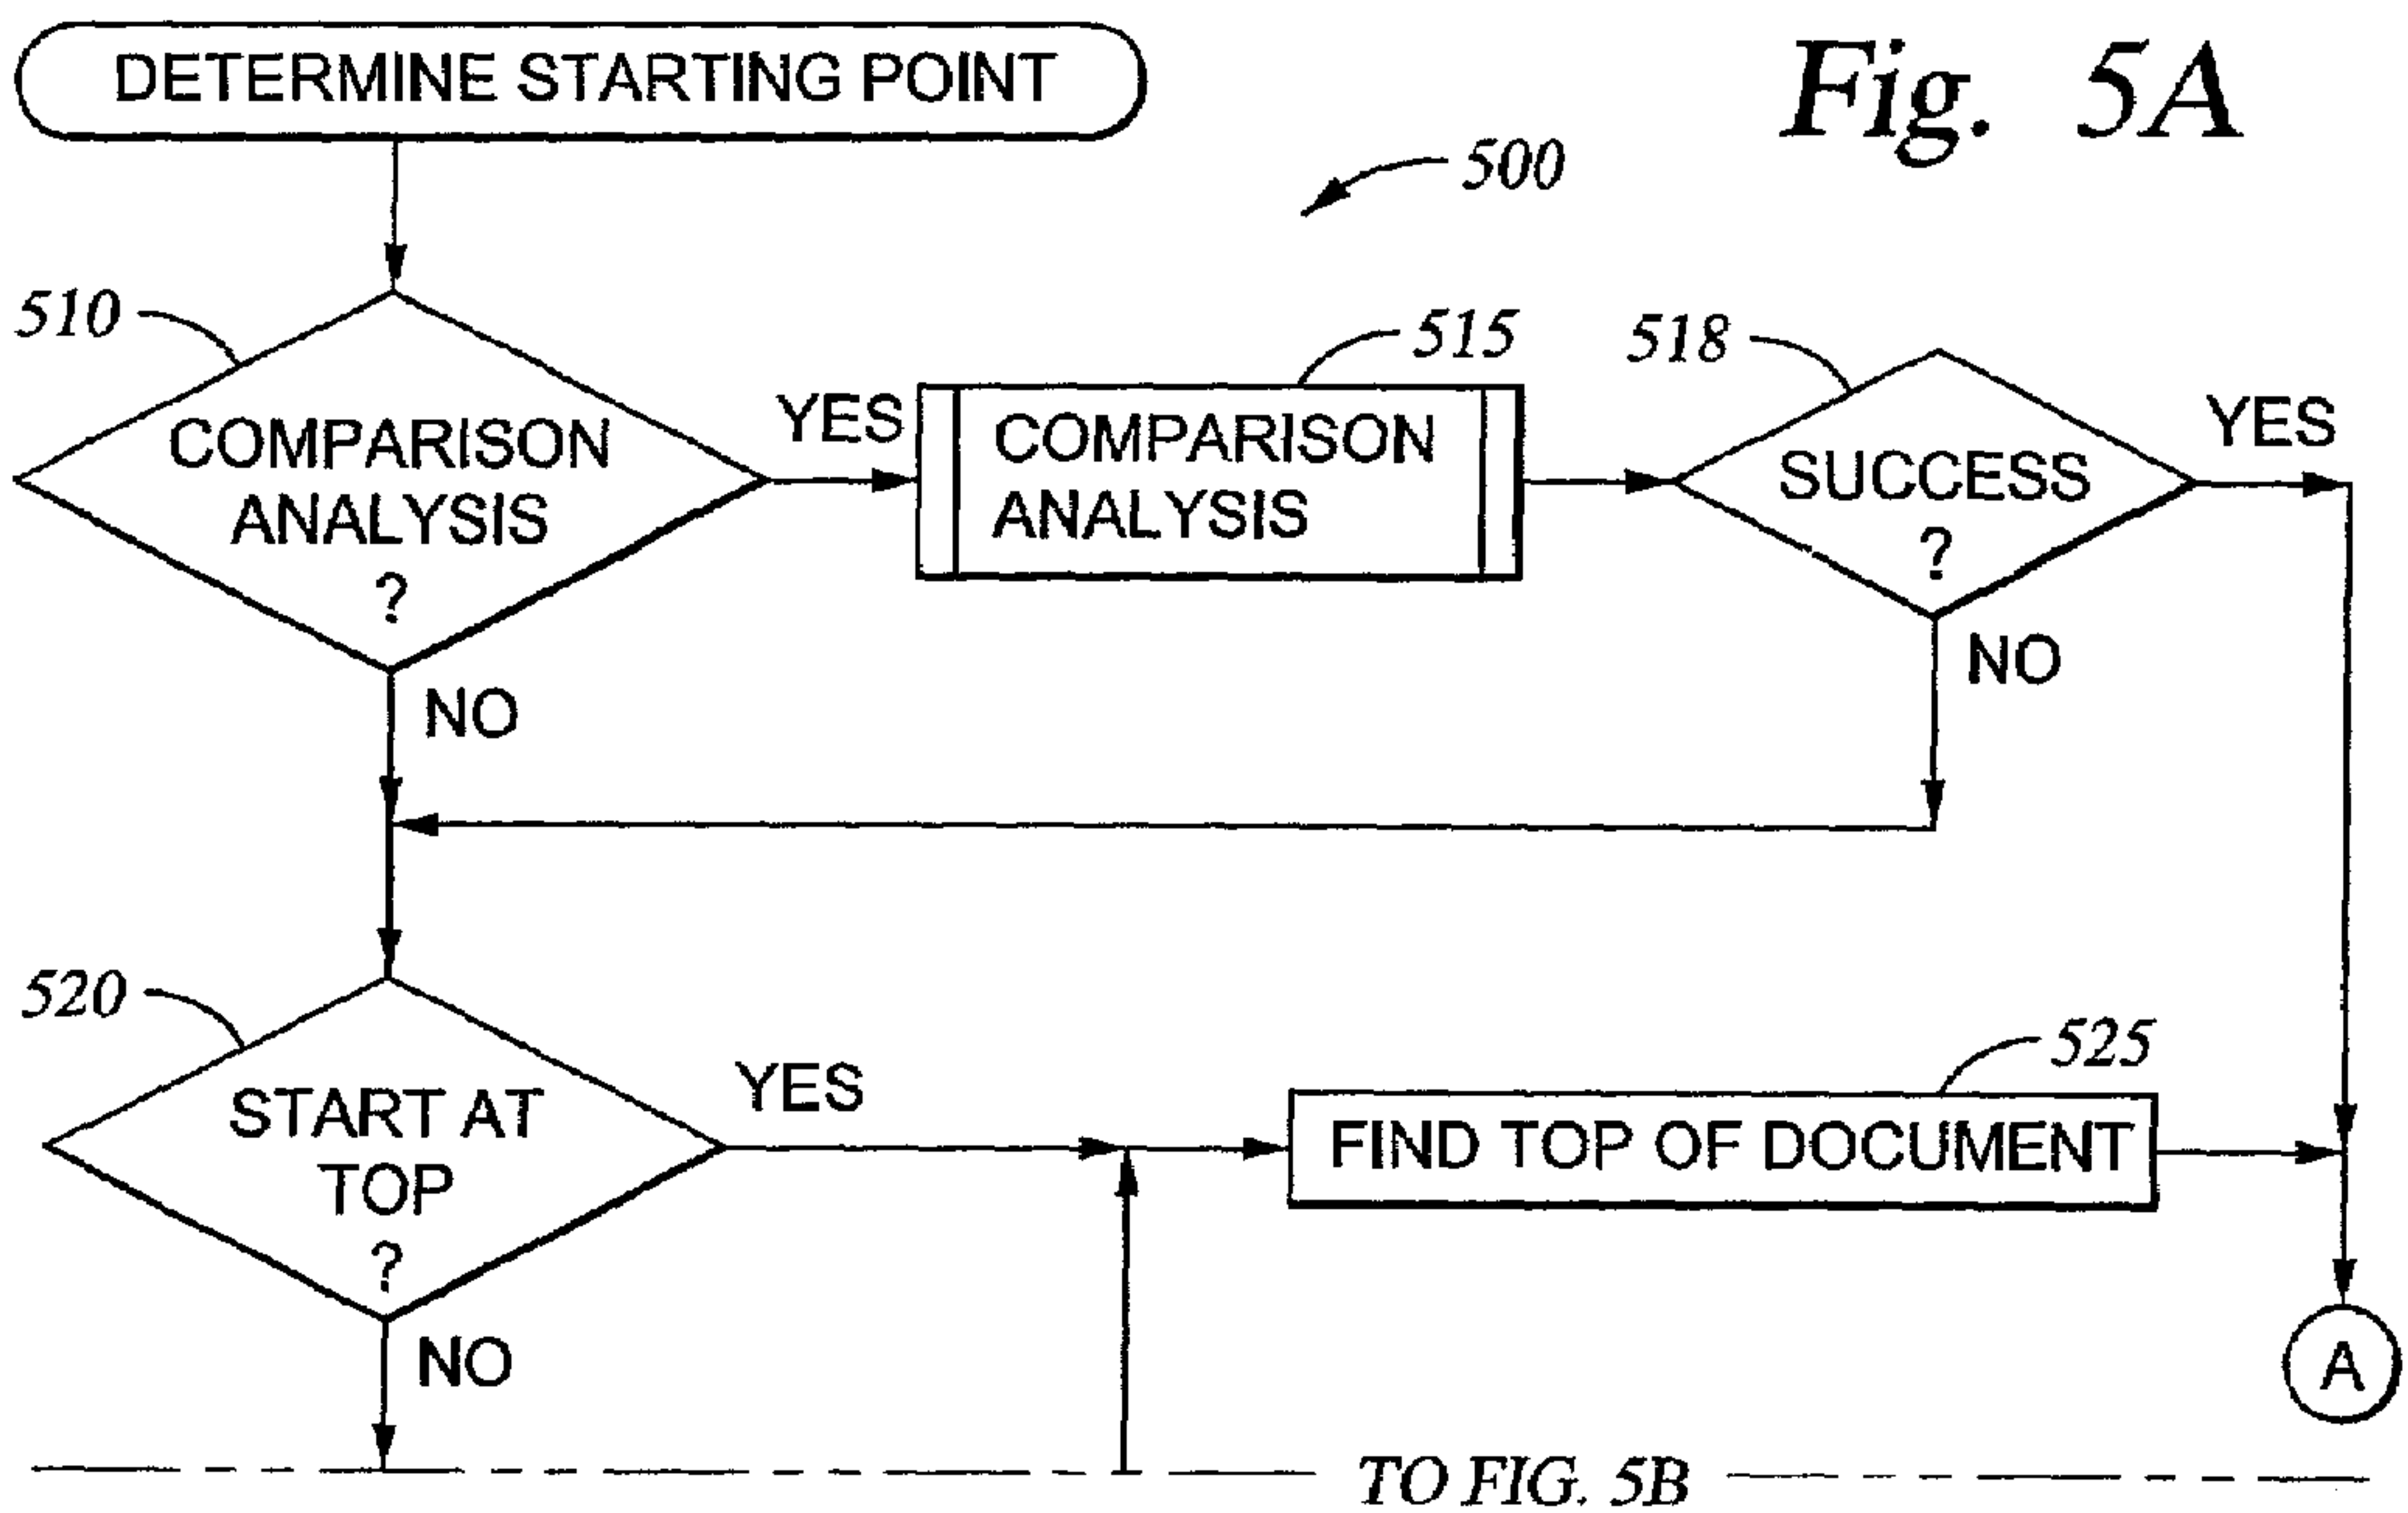 DETERMINE STARTING POINT
Fig. 5A
500
510
COMPARISON
ANALYSIS
?
YES
515
COMPARISON
ANALYSIS
518
SUCCESS
?
YES
NO
NO
520
START AT
TOP
?
YES
525
FIND TOP OF DOCUMENT
NO
A
TO FIG. 5B